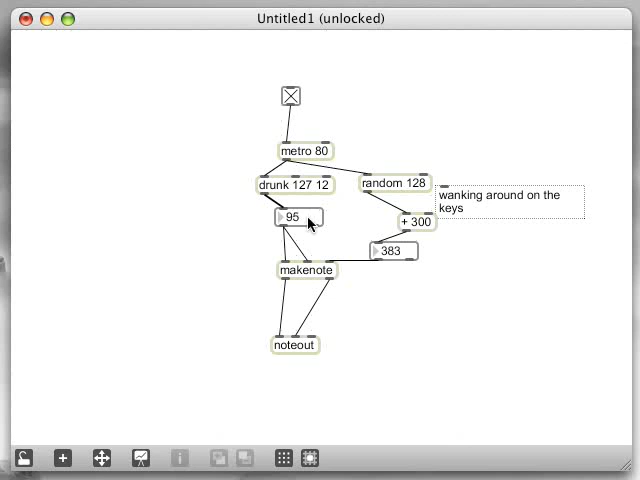 Untitled1 (unlocked)
metro 80
drunk 127 12
random 128
wanking around on the
keys
95
+ 300
383
makenote
noteout